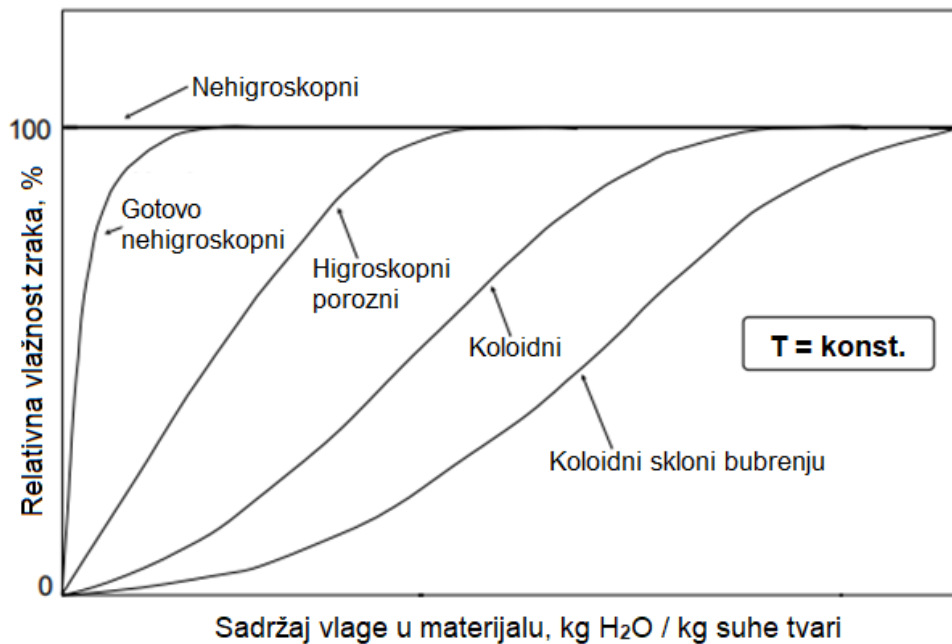 Nehigroskopni
100
Gotovo
nehigroskopni
Higroskopni
porozni
Koloidni
T = konst.
Koloidni skloni bubrenju
0
Relativna vlažnost zraka, %
Sadržaj vlage u materijalu, kg H₂O / kg suhe tvari